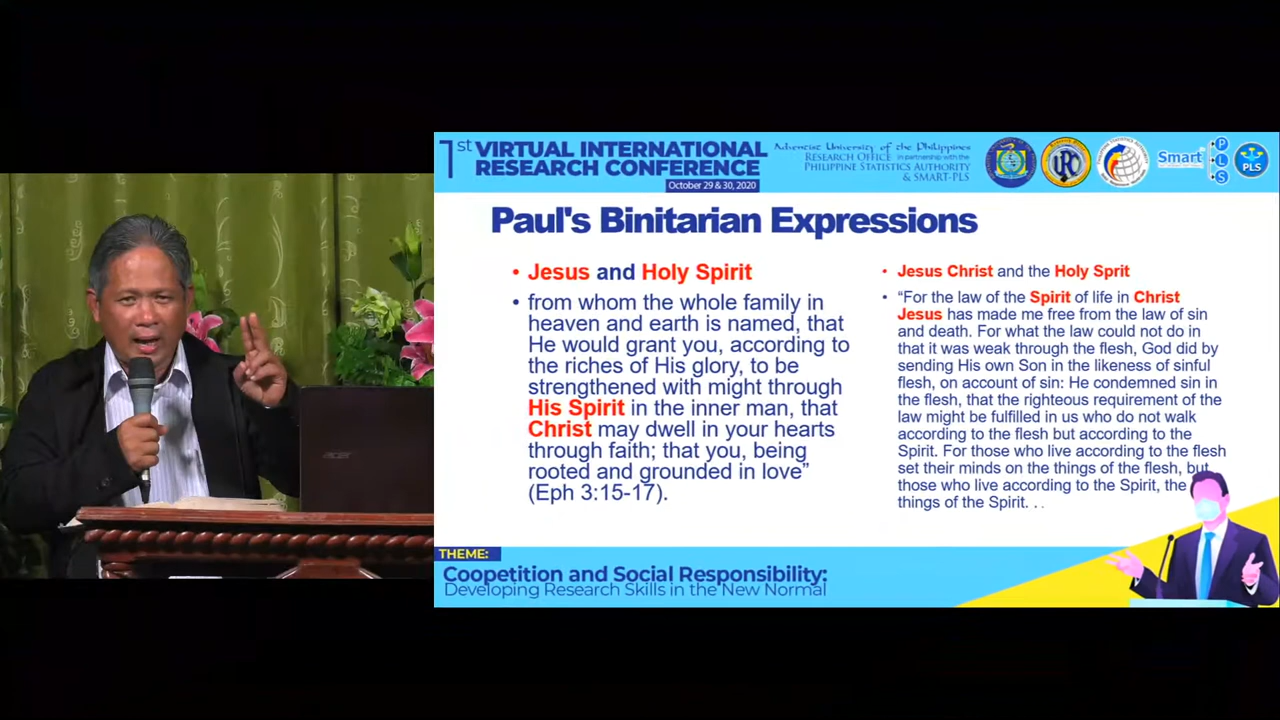 1st VIRTUAL INTERNATIONAL
RESEARCH CONFERENCE
October 29 & 30, 2020
Adventist University of the Philippines
RESEARCH OFFICE in partnership with the
PHILIPPINE STATISTICS AUTHORITY
& SMART-PLS
URC
Smart
PLS
PLS
Paul's Binitarian Expressions
• Jesus and Holy Spirit
• from whom the whole family in
heaven and earth is named, that
He would grant you, according to
the riches of His glory, to be
strengthened with might through
His Spirit in the inner man, that
Christ may dwell in your hearts
through faith; that you, being
rooted and grounded in love”
(Eph 3:15-17).
• Jesus Christ and the Holy Sprit
• “For the law of the Spirit of life in Christ
Jesus has made me free from the law of sin
and death. For what the law could not do in
that it was weak through the flesh, God did by
sending His own Son in the likeness of sinful
flesh, on account of sin: He condemned sin in
the flesh, that the righteous requirement of the
law might be fulfilled in us who do not walk
according to the flesh but according to the
Spirit. For those who live according to the flesh
set their minds on the things of the flesh, but
those who live according to the Spirit, the
things of the Spirit. . .
acer
THEME:
Coopetition and Social Responsibility:
Developing Research Skills in the New Normal